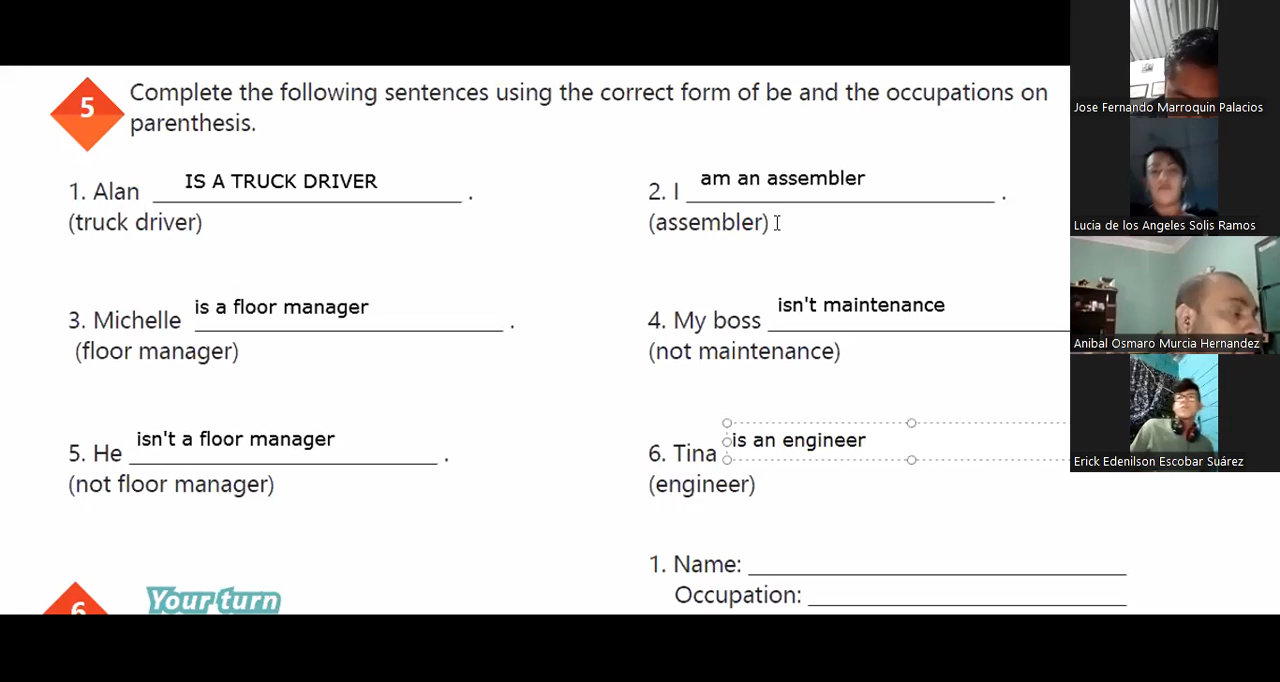 5 Complete the following sentences using the correct form of be and the occupations on
parenthesis.
1. Alan IS A TRUCK DRIVER .
(truck driver)
2. I am an assembler .
(assembler)
3. Michelle is a floor manager .
(floor manager)
4. My boss isn't maintenance
(not maintenance)
5. He isn't a floor manager .
(not floor manager)
6. Tina is an engineer
(engineer)
1. Name:
Occupation:
6 Your turn
Jose Fernando Marroquin Palacios
Lucia de los Angeles Solis Ramos
Anibal Osmaro Murcia Hernandez
Erick Edenilson Escobar Suárez